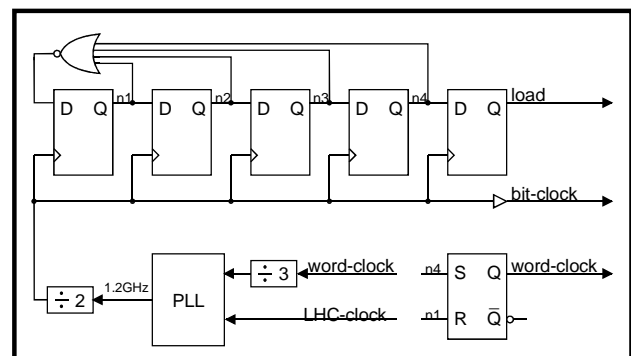 D Q n1 D Q n2 D Q n3 D Q n4 D Q load
bit-clock
÷ 2 1.2GHz PLL ÷ 3 word-clock n4 S Q word-clock
LHC-clock n1 R Q̅